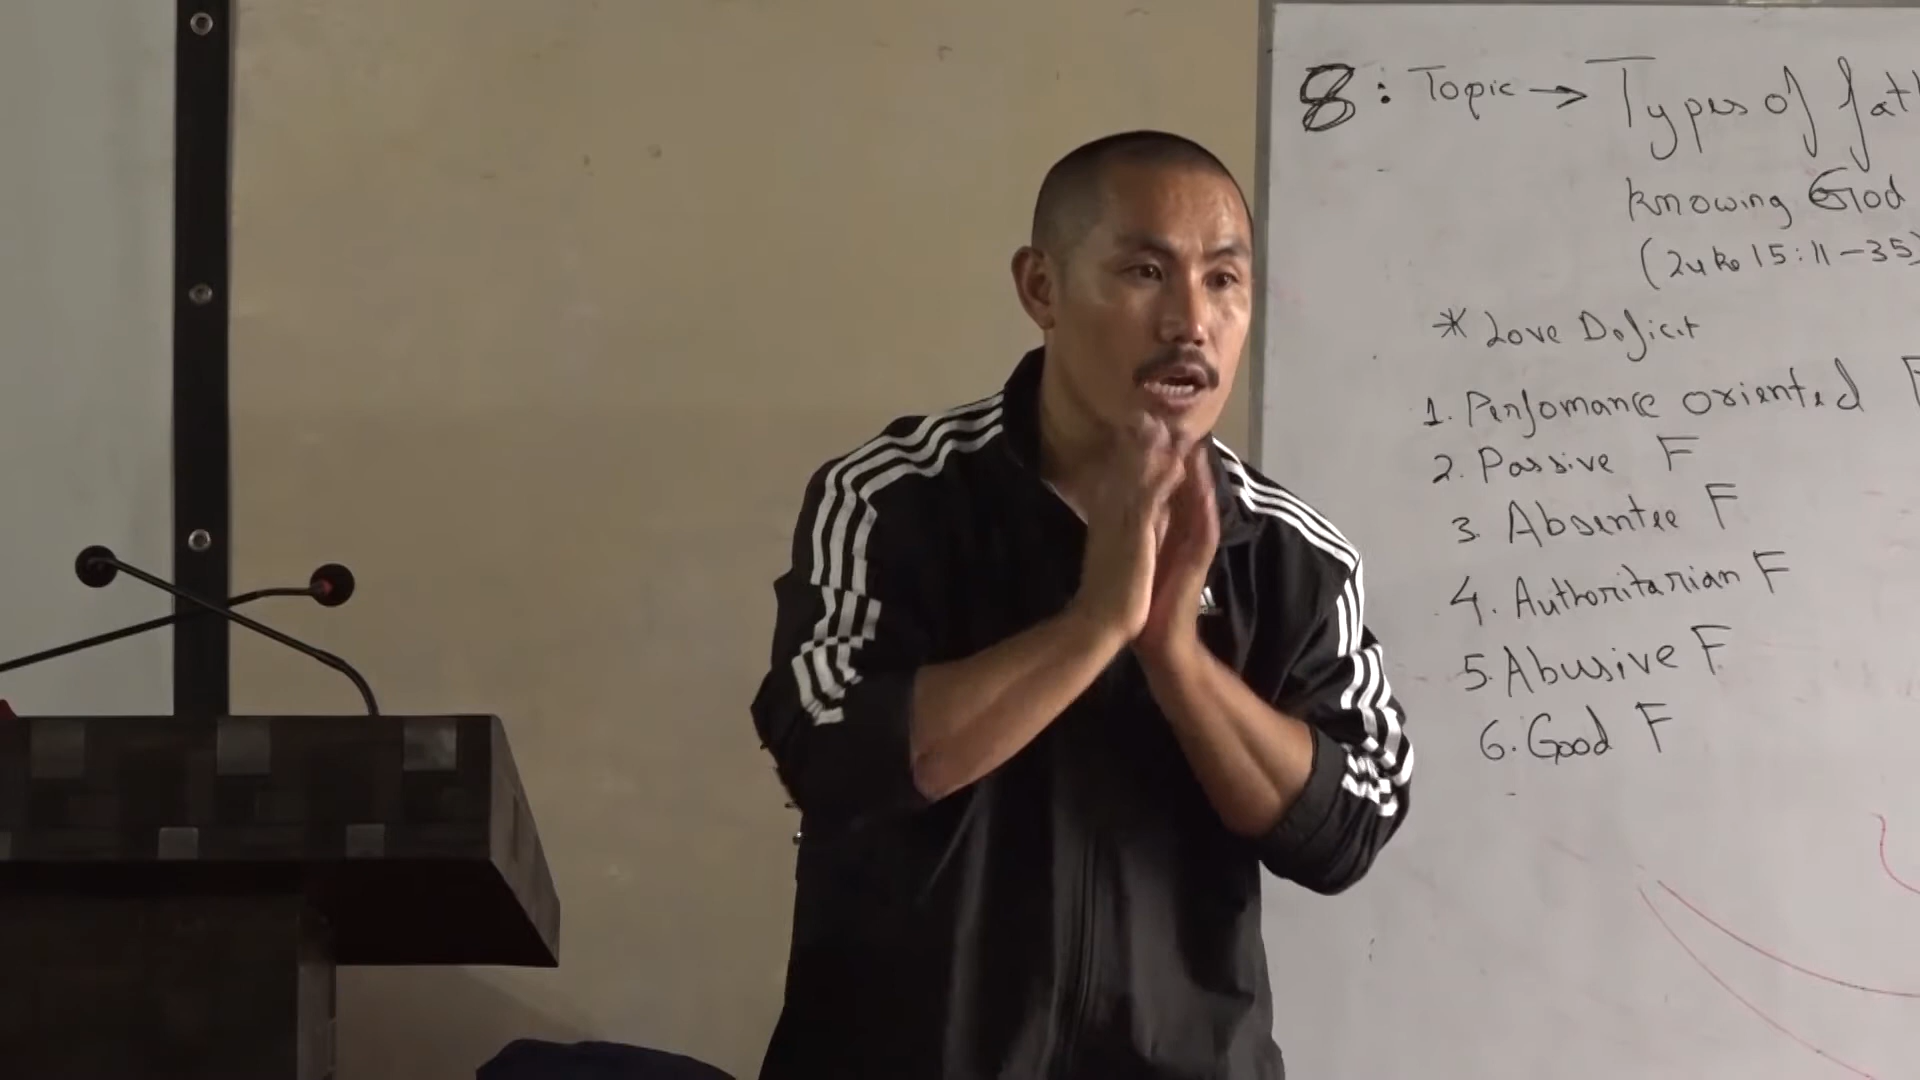 8: Topic → Types of fath
Knowing God
(Luke 15:11-35)
* Love Deficit
1. Perfomance oriented F
2. Passive F
3. Absentee F
4. Authoritarian F
5. Abusive F
6. Good F